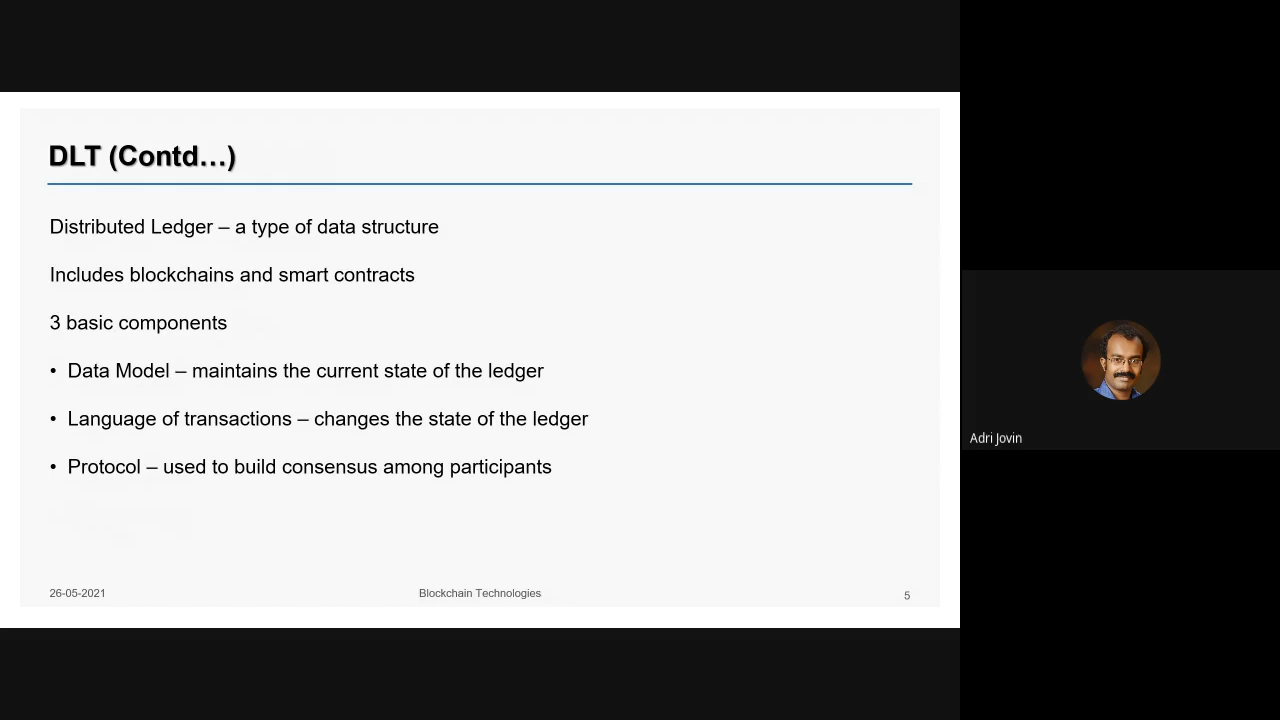 DLT (Contd…)
Distributed Ledger – a type of data structure
Includes blockchains and smart contracts
3 basic components
• Data Model – maintains the current state of the ledger
• Language of transactions – changes the state of the ledger
• Protocol – used to build consensus among participants
26-05-2021
Blockchain Technologies
5
Adri Jovin